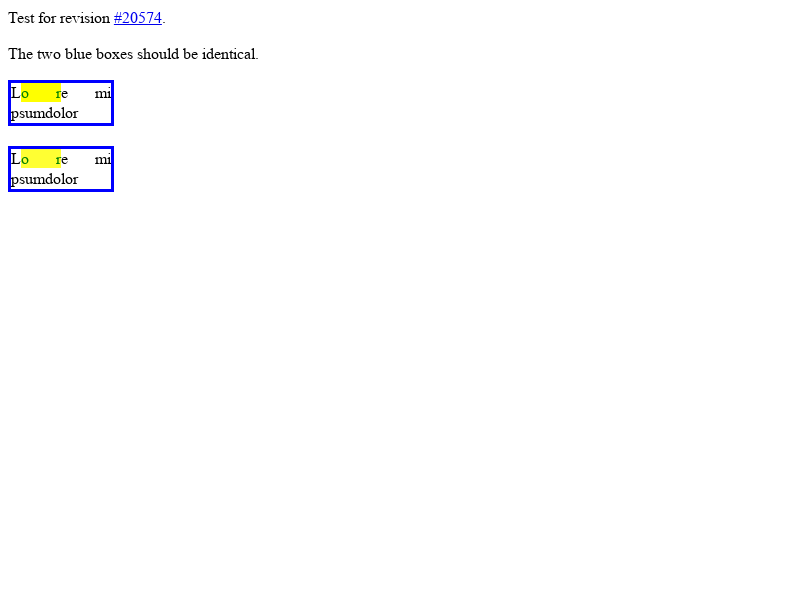 Test for revision #20574.
The two blue boxes should be identical.
Lo re mi
psumdolor
Lo re mi
psumdolor